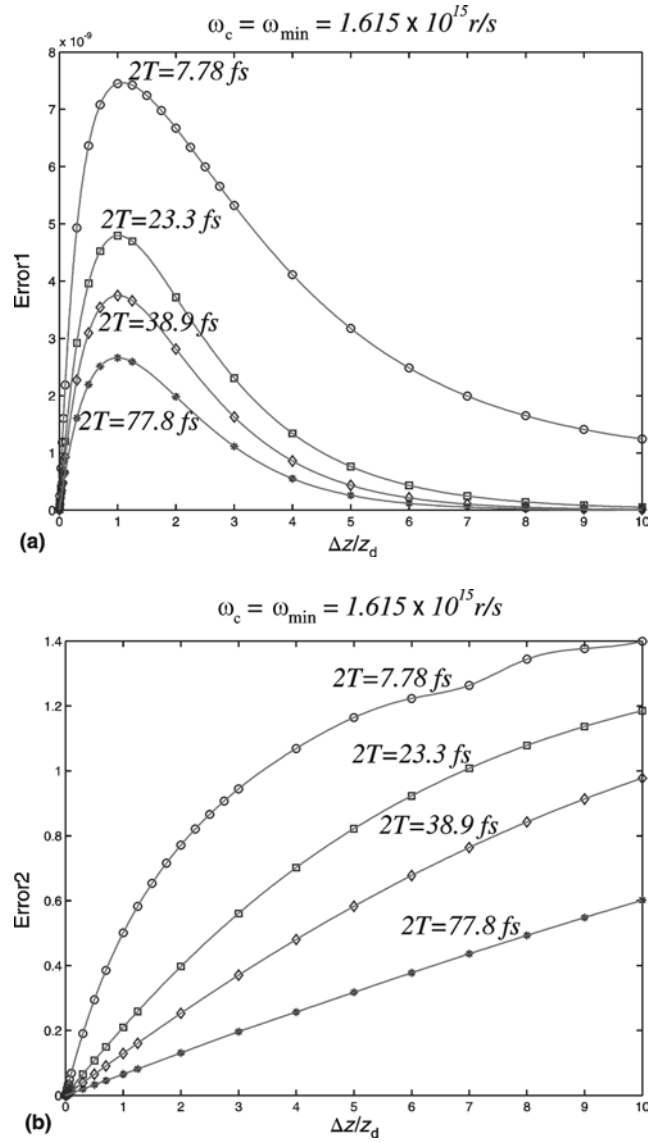 ω_c = ω_min = 1.615 x 10^15 r/s
x 10^-9
8
7
6
5
4
3
2
1
0
Error1
2T=7.78 fs
2T=23.3 fs
2T=38.9 fs
2T=77.8 fs
0 1 2 3 4 5 6 7 8 9 10
(a)
Δz/z_d
ω_c = ω_min = 1.615 x 10^15 r/s
1.4
1.2
1
0.8
0.6
0.4
0.2
0
Error2
2T=7.78 fs
2T=23.3 fs
2T=38.9 fs
2T=77.8 fs
0 1 2 3 4 5 6 7 8 9 10
(b)
Δz/z_d